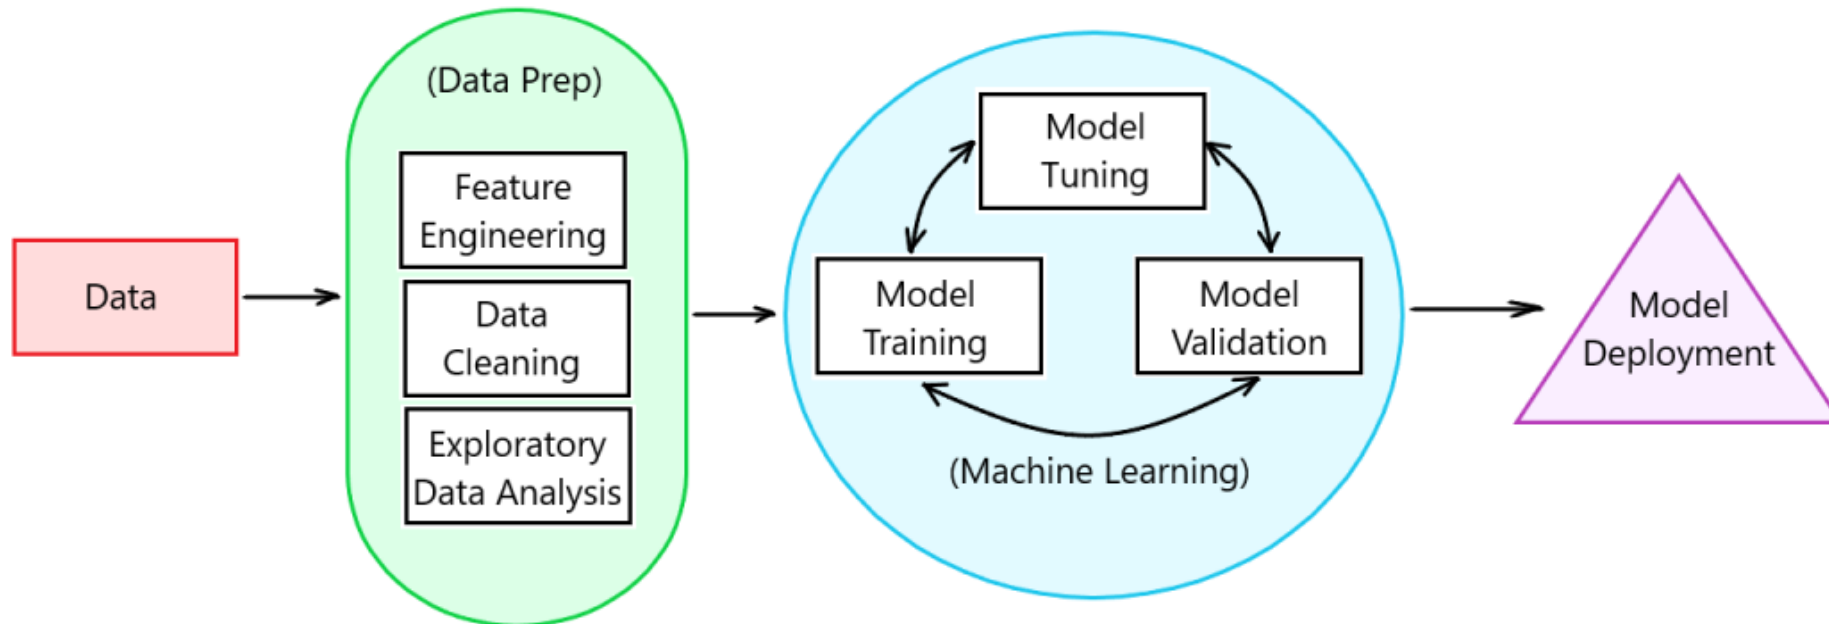 Data
(Data Prep)
Feature
Engineering
Data
Cleaning
Exploratory
Data Analysis
Model
Tuning
Model
Training
Model
Validation
(Machine Learning)
Model
Deployment